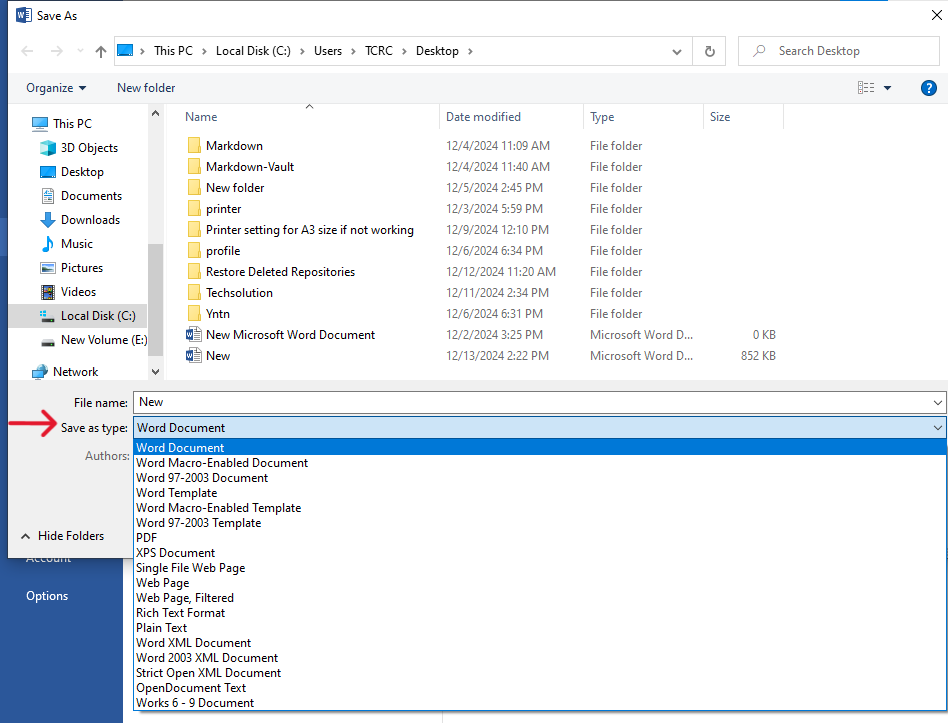 Save As
This PC > Local Disk (C:) > Users > TCRC > Desktop >
Search Desktop
Organize
New folder
?
This PC
3D Objects
Desktop
Documents
Downloads
Music
Pictures
Videos
Local Disk (C:)
New Volume (E:)
Network
Name Date modified Type Size
Markdown 12/4/2024 11:09 AM File folder
Markdown-Vault 12/4/2024 11:40 AM File folder
New folder 12/5/2024 2:45 PM File folder
printer 12/3/2024 5:59 PM File folder
Printer setting for A3 size if not working 12/9/2024 12:10 PM File folder
profile 12/6/2024 6:34 PM File folder
Restore Deleted Repositories 12/12/2024 11:20 AM File folder
Techsolution 12/11/2024 2:34 PM File folder
Yntn 12/6/2024 6:31 PM File folder
New Microsoft Word Document 12/2/2024 3:25 PM Microsoft Word D... 0 KB
New 12/13/2024 2:22 PM Microsoft Word D... 852 KB
File name: New
Save as type: Word Document
Authors:
Word Document
Word Macro-Enabled Document
Word 97-2003 Document
Word Template
Word Macro-Enabled Template
Word 97-2003 Template
PDF
XPS Document
Single File Web Page
Web Page
Web Page, Filtered
Rich Text Format
Plain Text
Word XML Document
Word 2003 XML Document
Strict Open XML Document
OpenDocument Text
Works 6 - 9 Document
Hide Folders
Account
Options